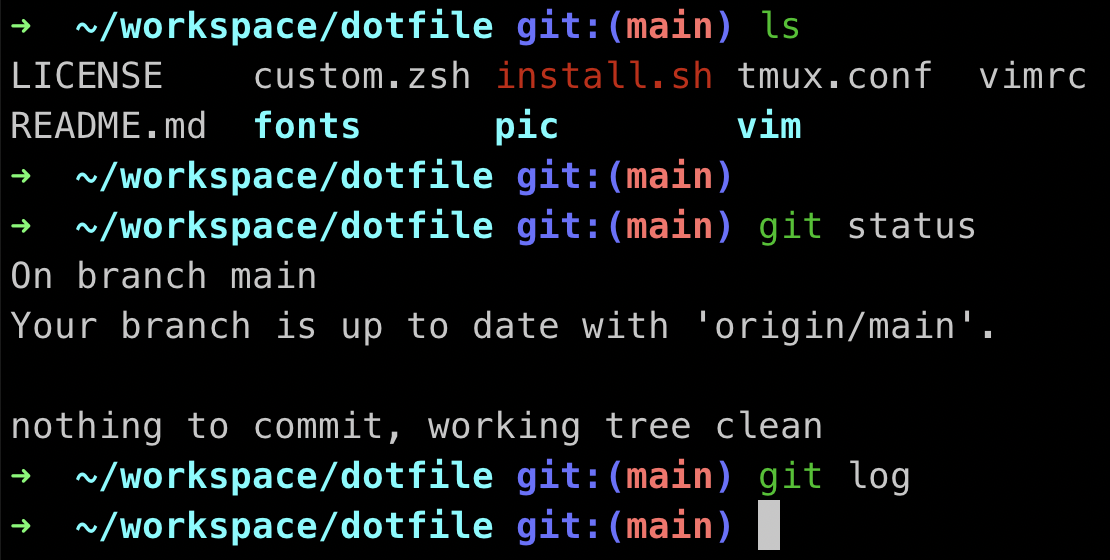 ➜  ~/workspace/dotfile git:(main) ls
LICENSE    custom.zsh install.sh tmux.conf  vimrc
README.md  fonts      pic        vim
➜  ~/workspace/dotfile git:(main)
➜  ~/workspace/dotfile git:(main) git status
On branch main
Your branch is up to date with 'origin/main'.

nothing to commit, working tree clean
➜  ~/workspace/dotfile git:(main) git log
➜  ~/workspace/dotfile git:(main)